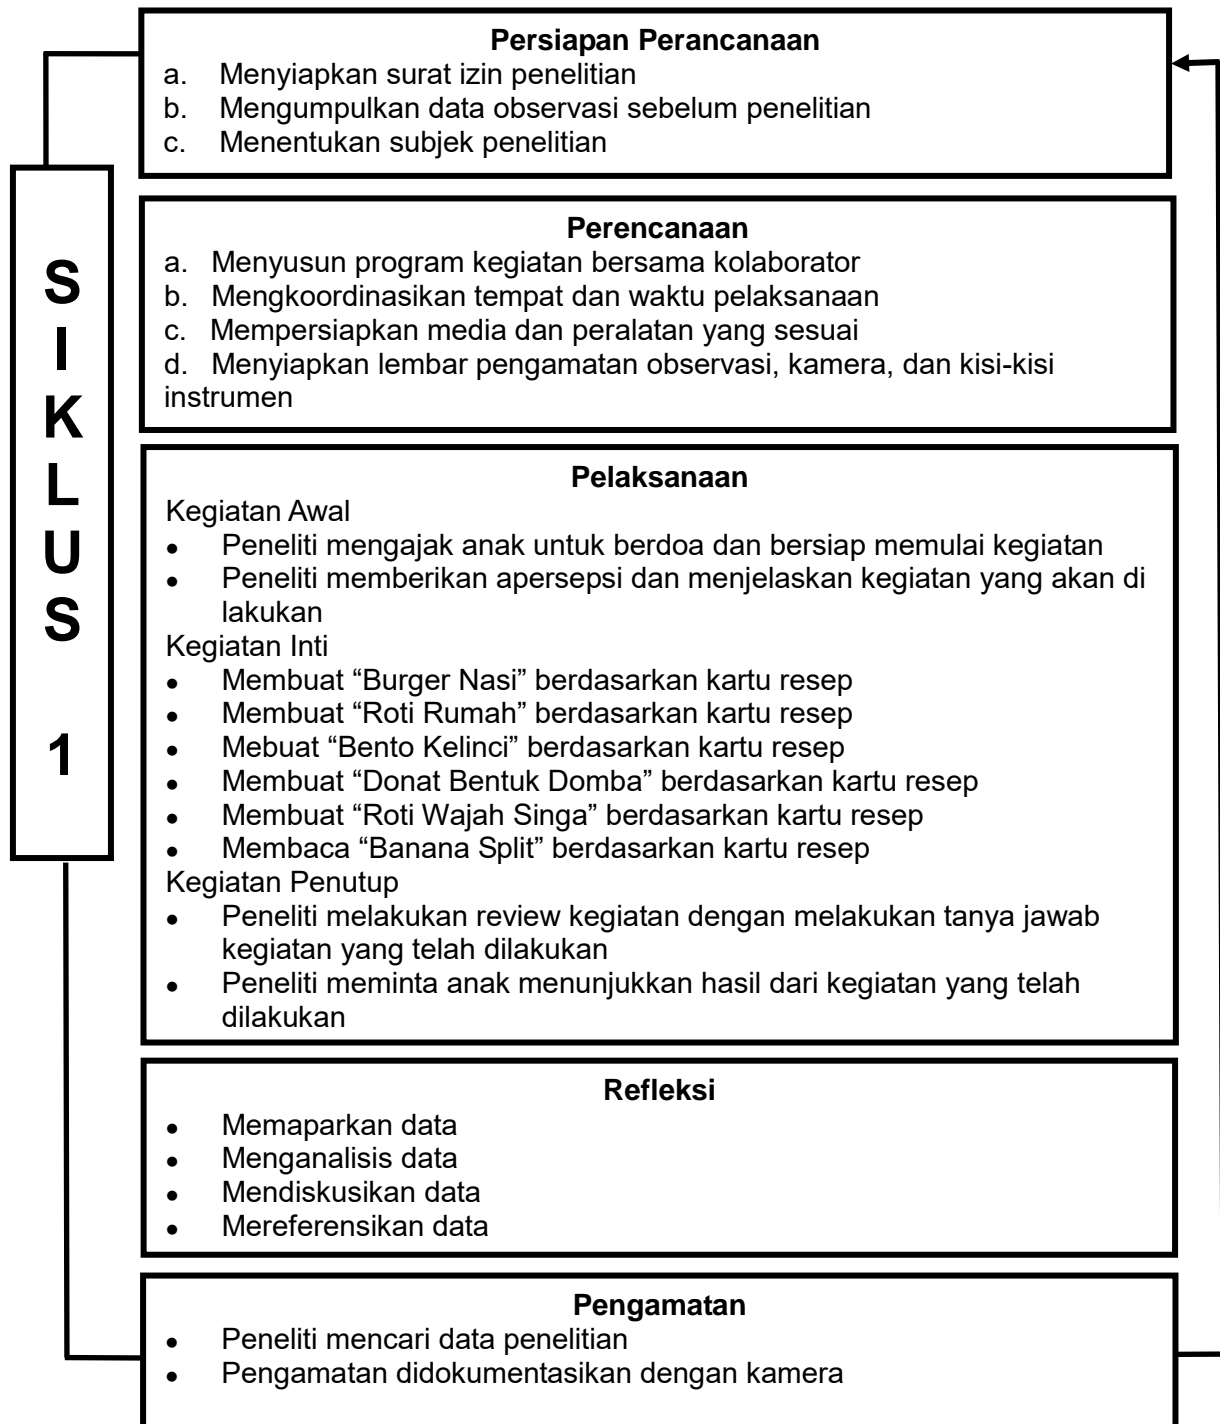 Persiapan Perancanaan
a. Menyiapkan surat izin penelitian
b. Mengumpulkan data observasi sebelum penelitian
c. Menentukan subjek penelitian
S
I
K
L
U
S
1
Perencanaan
a. Menyusun program kegiatan bersama kolaborator
b. Mengkoordinasikan tempat dan waktu pelaksanaan
c. Mempersiapkan media dan peralatan yang sesuai
d. Menyiapkan lembar pengamatan observasi, kamera, dan kisi-kisi
instrumen
Pelaksanaan
Kegiatan Awal
• Peneliti mengajak anak untuk berdoa dan bersiap memulai kegiatan
• Peneliti memberikan apersepsi dan menjelaskan kegiatan yang akan di
lakukan
Kegiatan Inti
• Membuat “Burger Nasi” berdasarkan kartu resep
• Membuat “Roti Rumah” berdasarkan kartu resep
• Mebuat “Bento Kelinci” berdasarkan kartu resep
• Membuat “Donat Bentuk Domba” berdasarkan kartu resep
• Membuat “Roti Wajah Singa” berdasarkan kartu resep
• Membaca “Banana Split” berdasarkan kartu resep
Kegiatan Penutup
• Peneliti melakukan review kegiatan dengan melakukan tanya jawab
kegiatan yang telah dilakukan
• Peneliti meminta anak menunjukkan hasil dari kegiatan yang telah
dilakukan
Refleksi
• Memaparkan data
• Menganalisis data
• Mendiskusikan data
• Mereferensikan data
Pengamatan
• Peneliti mencari data penelitian
• Pengamatan didokumentasikan dengan kamera